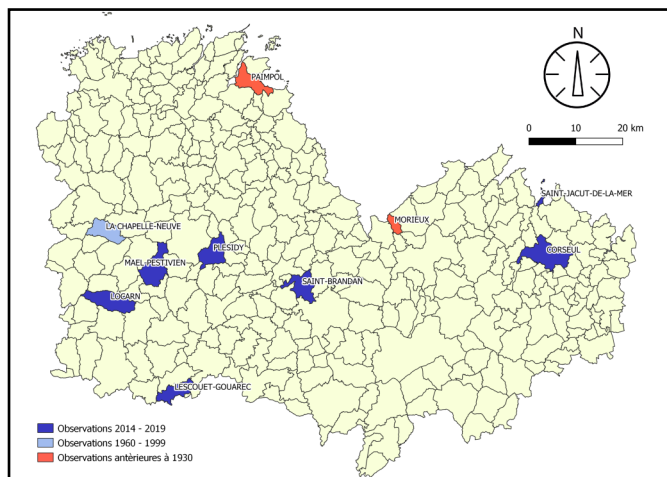 N
PAIMPOL
0 10 20 km
SAINT-JACUT-DE-LA-MER
MORIEUX
LA CHAPELLE-NEUVE
PLESIDY
CORSEUL
MAEL-PESTIVIEN
SAINT-BRANDAN
LOCARN
LESCOUET-GOUAREC
Observations 2014 - 2019
Observations 1960 - 1999
Observations antèrieures à 1930